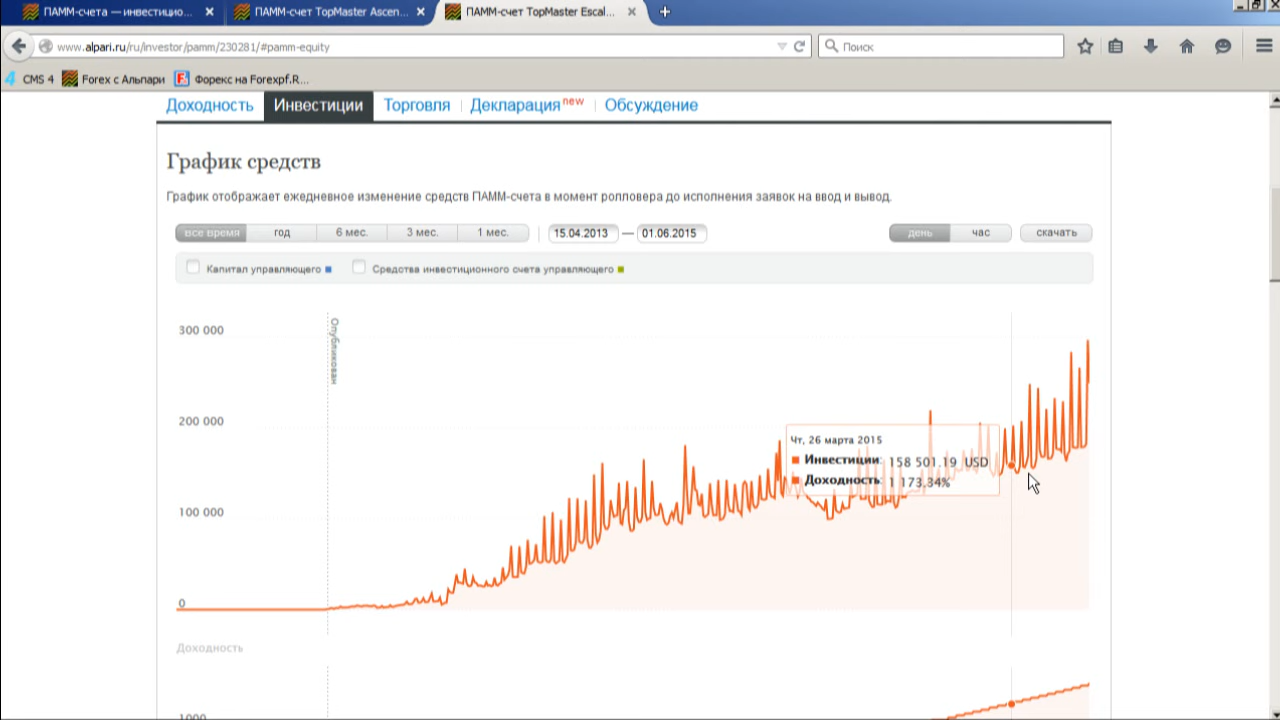 ПАММ-счета — инвестицио...
ПАММ-счет TopMaster Ascen...
ПАММ-счет TopMaster Escal...
www.alpari.ru/ru/investor/pamm/230281/#pamm-equity
Поиск
CMS 4
Forex с Альпари
Форекс на Forexpf.R...
Доходность Инвестиции Торговля Декларация new Обсуждение
График средств
График отображает ежедневное изменение средств ПАММ-счета в момент ролловера до исполнения заявок на ввод и вывод.
все время год 6 мес. 3 мес. 1 мес. 15.04.2013 — 01.06.2015 день час скачать
Капитал управляющего Средства инвестиционного счета управляющего
Опубликован
300 000
200 000
Чт, 26 марта 2015
Инвестиции: 158 501.19 USD
Доходность: 1 173,34%
100 000
0
Доходность
1000